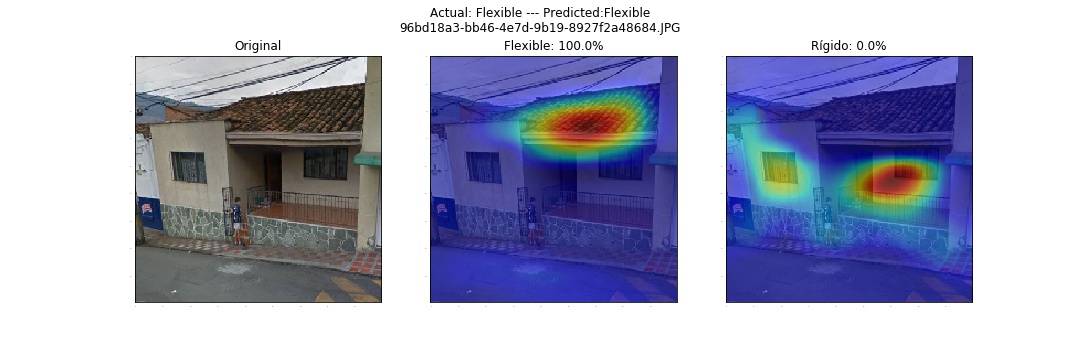 Actual: Flexible --- Predicted:Flexible
96bd18a3-bb46-4e7d-9b19-8927f2a48684.JPG
Original
Flexible: 100.0%
Rígido: 0.0%